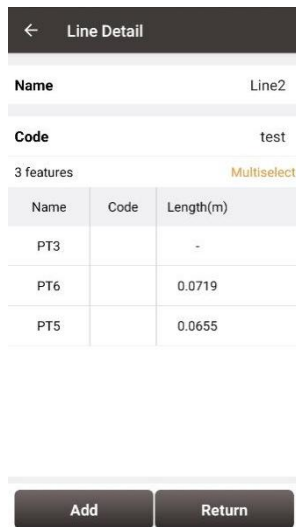 Line Detail
Name Line2
Code test
3 features Multiselect
Name Code Length(m)
PT3 -
PT6 0.0719
PT5 0.0655
Add Return